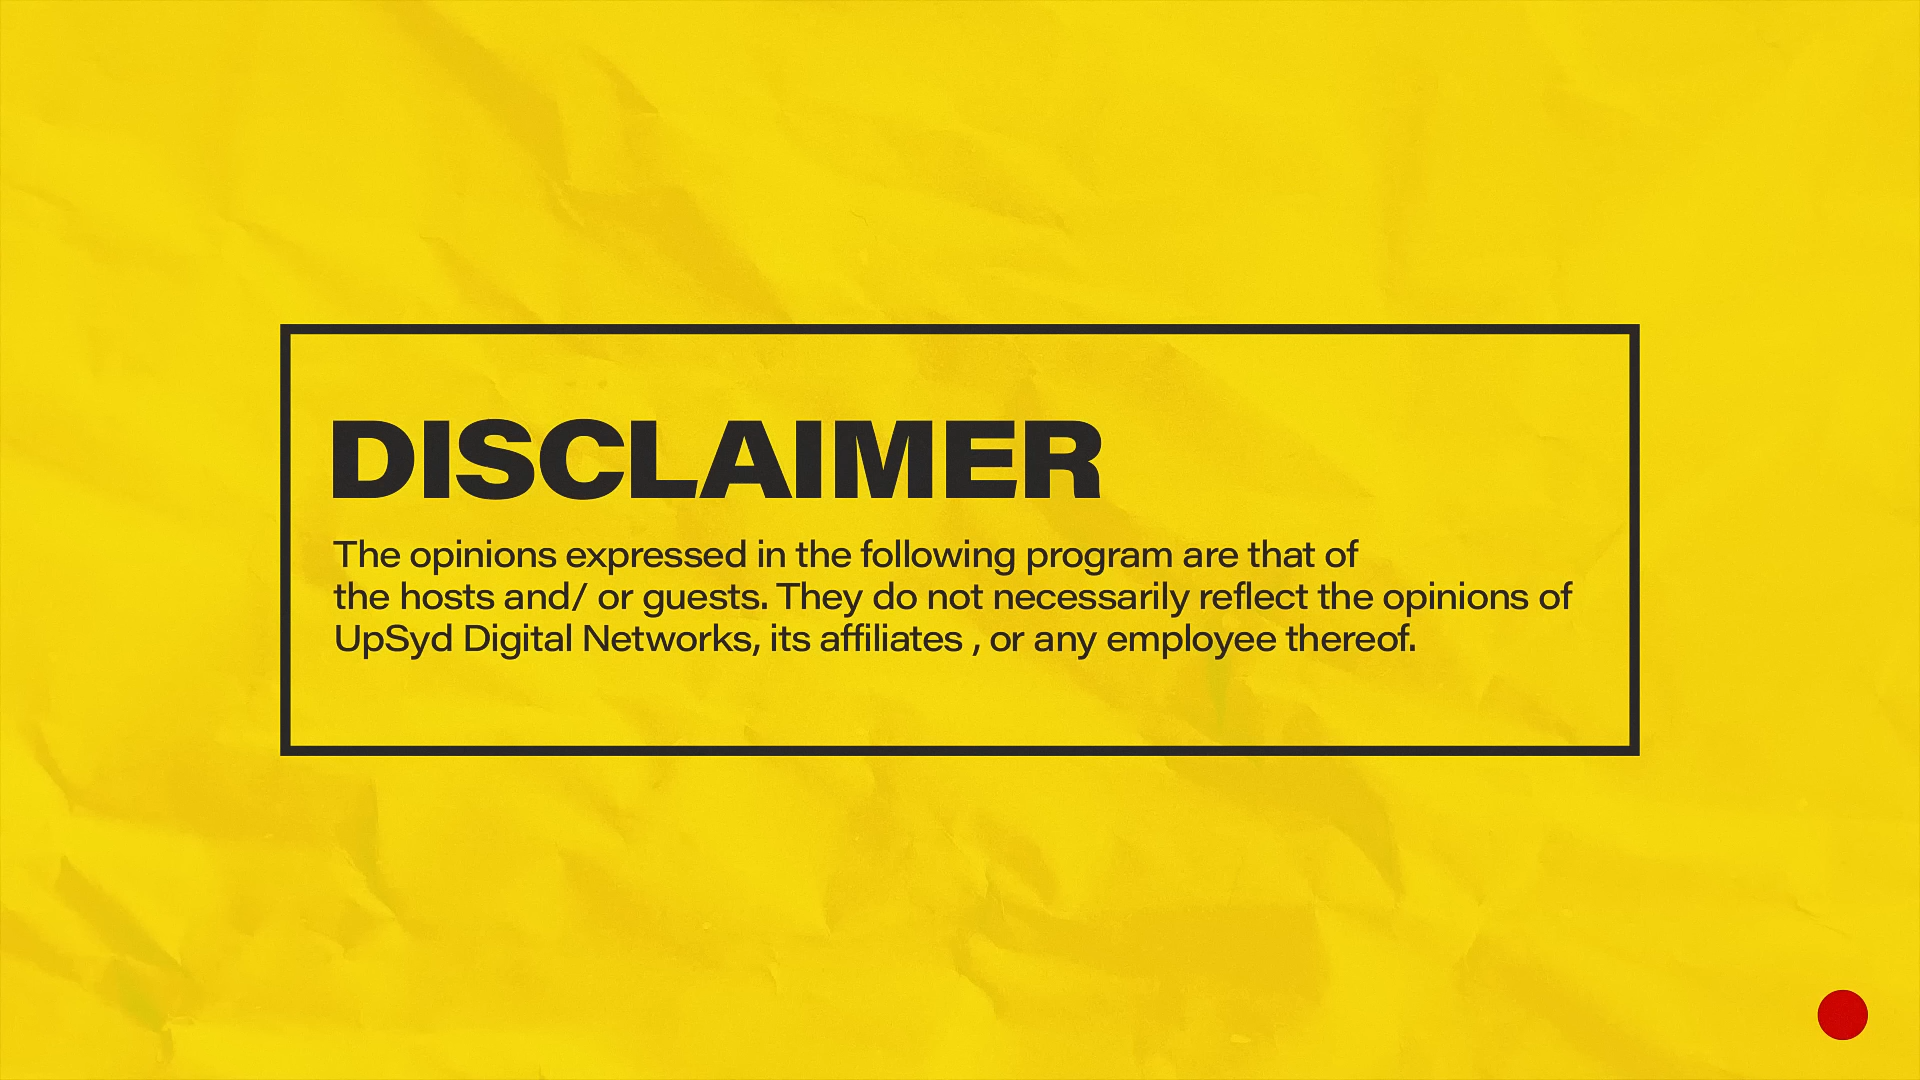 DISCLAIMER
The opinions expressed in the following program are that of
the hosts and/ or guests. They do not necessarily reflect the opinions of
UpSyd Digital Networks, its affiliates , or any employee thereof.